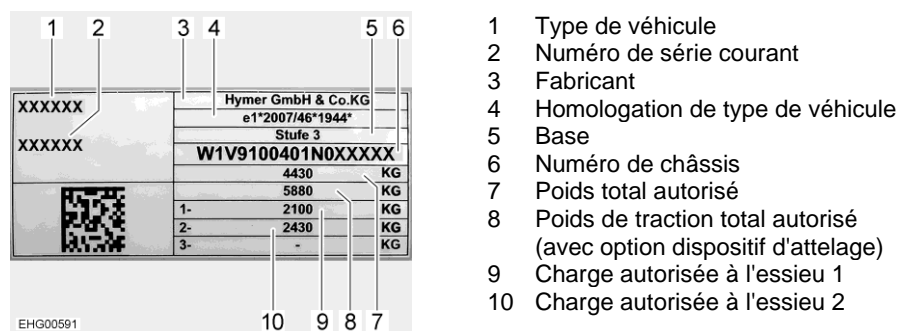 1 2 3 4 5 6
XXXXXX
XXXXXX
Hymer GmbH & Co.KG
e1*2007/46*1944*
Stufe 3
W1V9100401N0XXXXX
4430 KG
5880 KG
1- 2100 KG
2- 2430 KG
3- - KG
10 9 8 7
EHG00591
1 Type de véhicule
2 Numéro de série courant
3 Fabricant
4 Homologation de type de véhicule
5 Base
6 Numéro de châssis
7 Poids total autorisé
8 Poids de traction total autorisé
(avec option dispositif d'attelage)
9 Charge autorisée à l'essieu 1
10 Charge autorisée à l'essieu 2